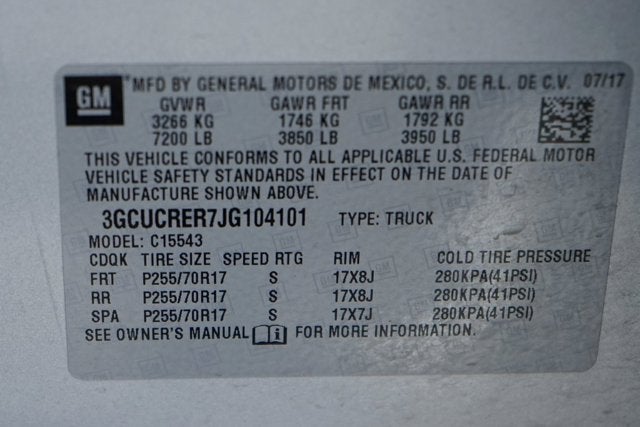 GM MFD BY GENERAL MOTORS DE MEXICO, S. DE R.L. DE C.V. 07/17
GVWR GAWR FRT GAWR RR
3266 KG 1746 KG 1792 KG
7200 LB 3850 LB 3950 LB
THIS VEHICLE CONFORMS TO ALL APPLICABLE U.S. FEDERAL MOTOR
VEHICLE SAFETY STANDARDS IN EFFECT ON THE DATE OF
MANUFACTURE SHOWN ABOVE.
3GCUCRER7JG104101 TYPE: TRUCK
MODEL: C15543
CDQK TIRE SIZE SPEED RTG RIM COLD TIRE PRESSURE
FRT P255/70R17 S 17X8J 280KPA(41PSI)
RR P255/70R17 S 17X8J 280KPA(41PSI)
SPA P255/70R17 S 17X7J 280KPA(41PSI)
SEE OWNER'S MANUAL FOR MORE INFORMATION.